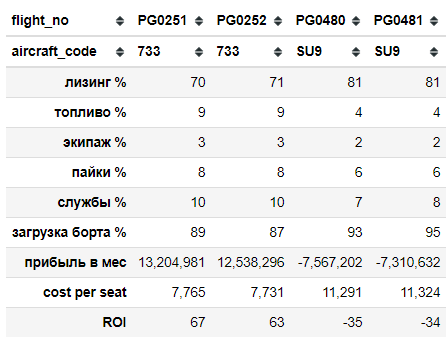 flight_no PG0251 PG0252 PG0480 PG0481
aircraft_code 733 733 SU9 SU9
лизинг % 70 71 81 81
топливо % 9 9 4 4
экипаж % 3 3 2 2
пайки % 8 8 6 6
службы % 10 10 7 8
загрузка борта % 89 87 93 95
прибыль в мес 13,204,981 12,538,296 -7,567,202 -7,310,632
cost per seat 7,765 7,731 11,291 11,324
ROI 67 63 -35 -34